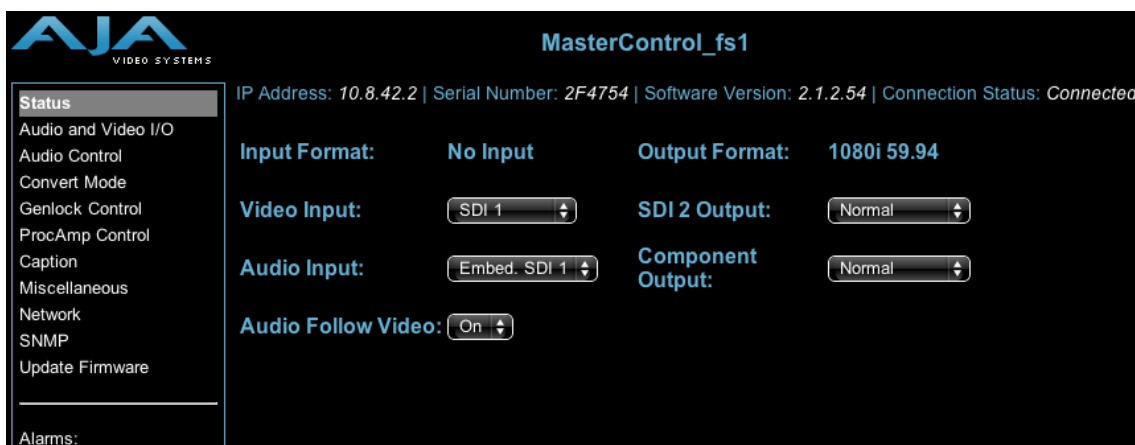 AJA
VIDEO SYSTEMS
MasterControl_fs1
IP Address: 10.8.42.2 | Serial Number: 2F4754 | Software Version: 2.1.2.54 | Connection Status: Connected
Status
Audio and Video I/O
Audio Control
Convert Mode
Genlock Control
ProcAmp Control
Caption
Miscellaneous
Network
SNMP
Update Firmware
Alarms:
Input Format: No Input Output Format: 1080i 59.94
Video Input: SDI 1 SDI 2 Output: Normal
Audio Input: Embed. SDI 1 Component Output: Normal
Audio Follow Video: On